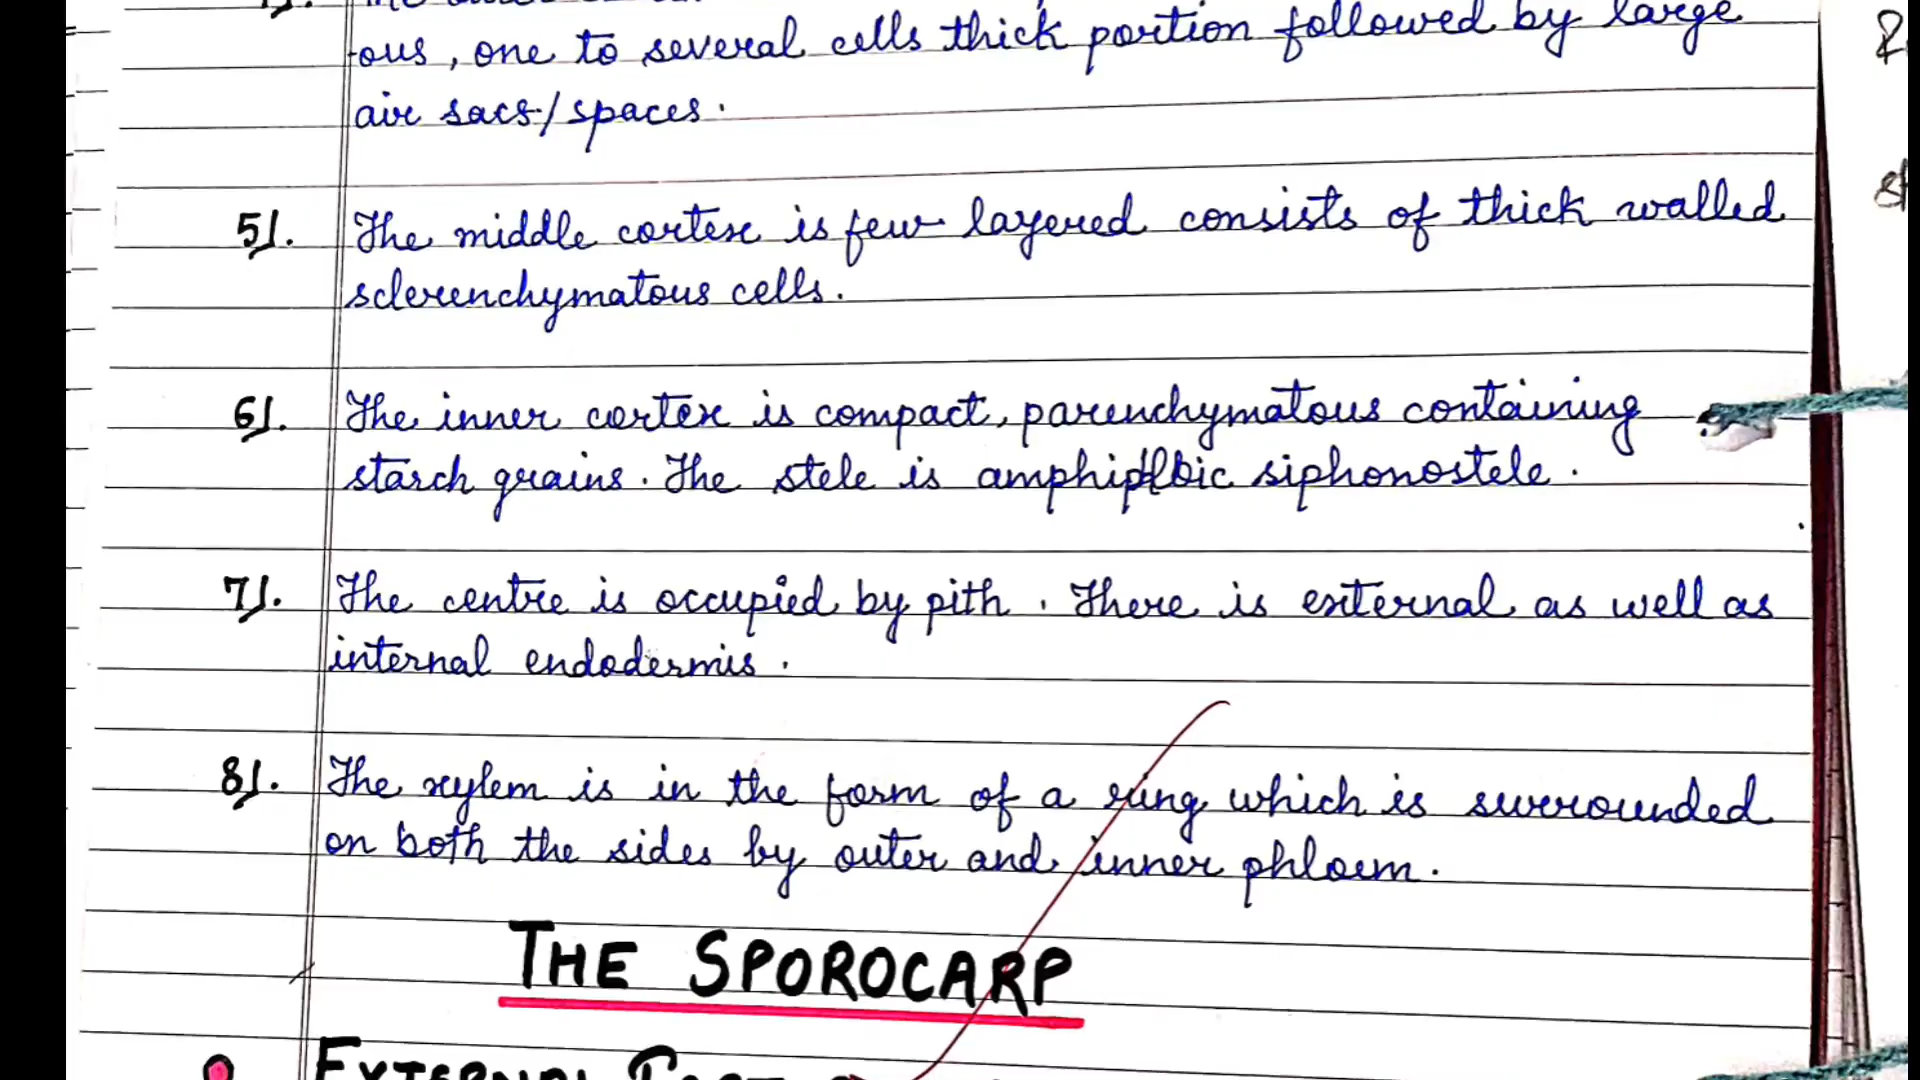 ous, one to several cells thick portion followed by large
air sacs/spaces.
5). The middle cortex is few layered consists of thick walled
sclerenchymatous cells.
6). The inner cortex is compact, parenchymatous containing
starch grains. The stele is amphiphloic siphonostele.
7). The centre is occupied by pith. There is external as well as
internal endodermis.
8). The xylem is in the form of a ring which is surrounded
on both the sides by outer and inner phloem.
THE SPOROCARP
EXTERNAL